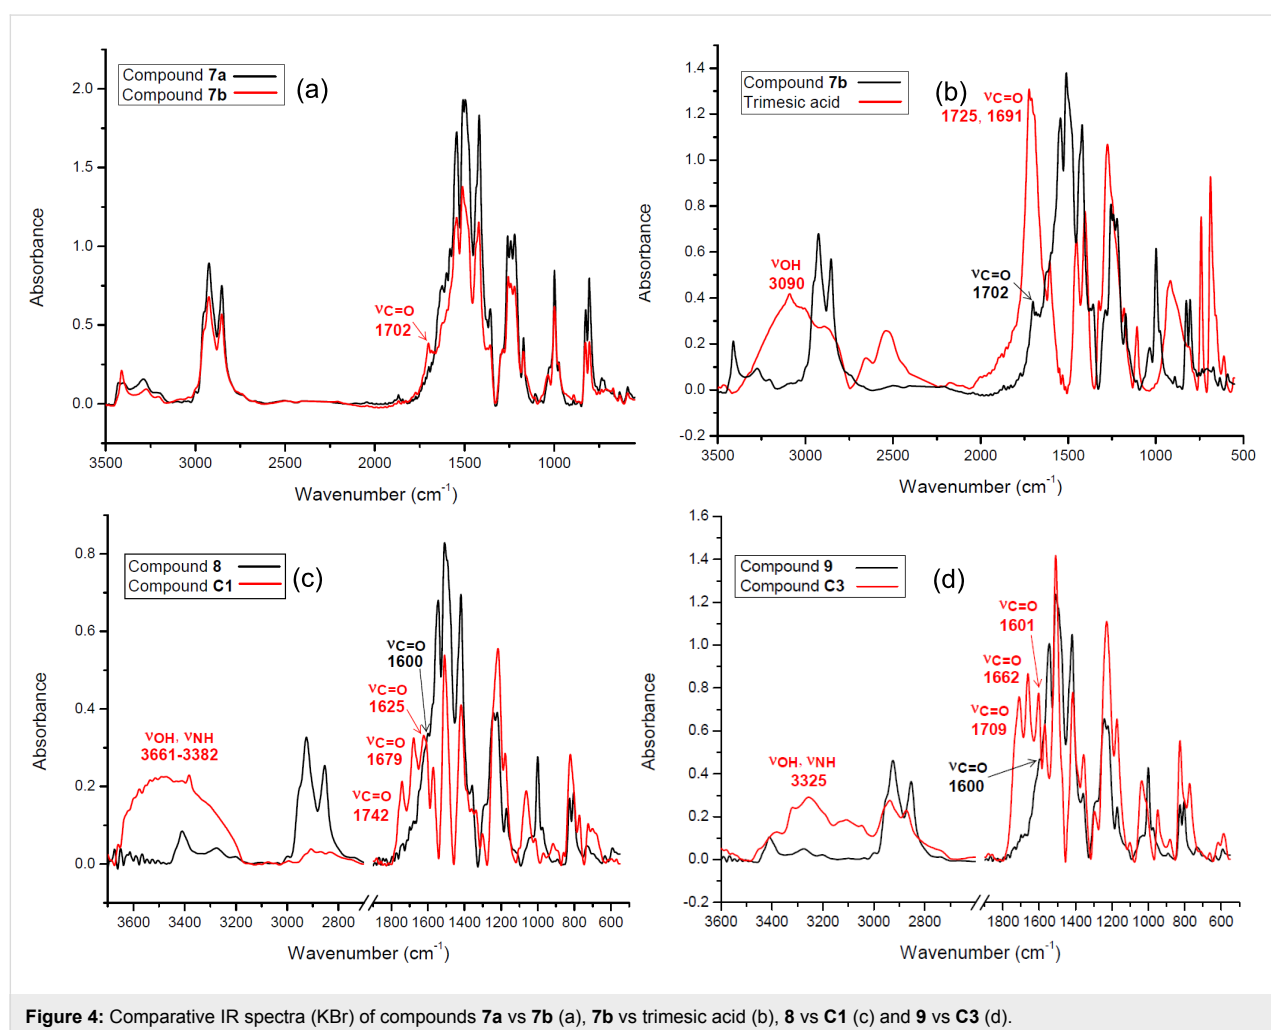 Compound 7a
Compound 7b
(a)
νC=O
1702
2.0
1.5
1.0
0.5
0.0
Absorbance
3500 3000 2500 2000 1500 1000
Wavenumber (cm-1)
Compound 7b
Trimesic acid
(b)
νC=O
1725, 1691
νOH
3090
νC=O
1702
1.4
1.2
1.0
0.8
0.6
0.4
0.2
0.0
-0.2
Absorbance
3500 3000 2500 2000 1500 1000 500
Wavenumber (cm-1)
Compound 8
Compound C1
(c)
νC=O
1600
νC=O
1625
νC=O
1679
νC=O
1742
νOH, νNH
3661-3382
0.8
0.6
0.4
0.2
0.0
Absorbance
3600 3200 2800 1800 1600 1400 1200 1000 800 600
Wavenumber (cm-1)
Compound 9
Compound C3
(d)
νC=O
1601
νC=O
1662
νC=O
1709
νC=O
1600
νOH, νNH
3325
1.6
1.4
1.2
1.0
0.8
0.6
0.4
0.2
0.0
-0.2
Absorbance
3600 3400 3200 3000 2800 1800 1600 1400 1200 1000 800 600
Wavenumber (cm-1)
Figure 4: Comparative IR spectra (KBr) of compounds 7a vs 7b (a), 7b vs trimesic acid (b), 8 vs C1 (c) and 9 vs C3 (d).